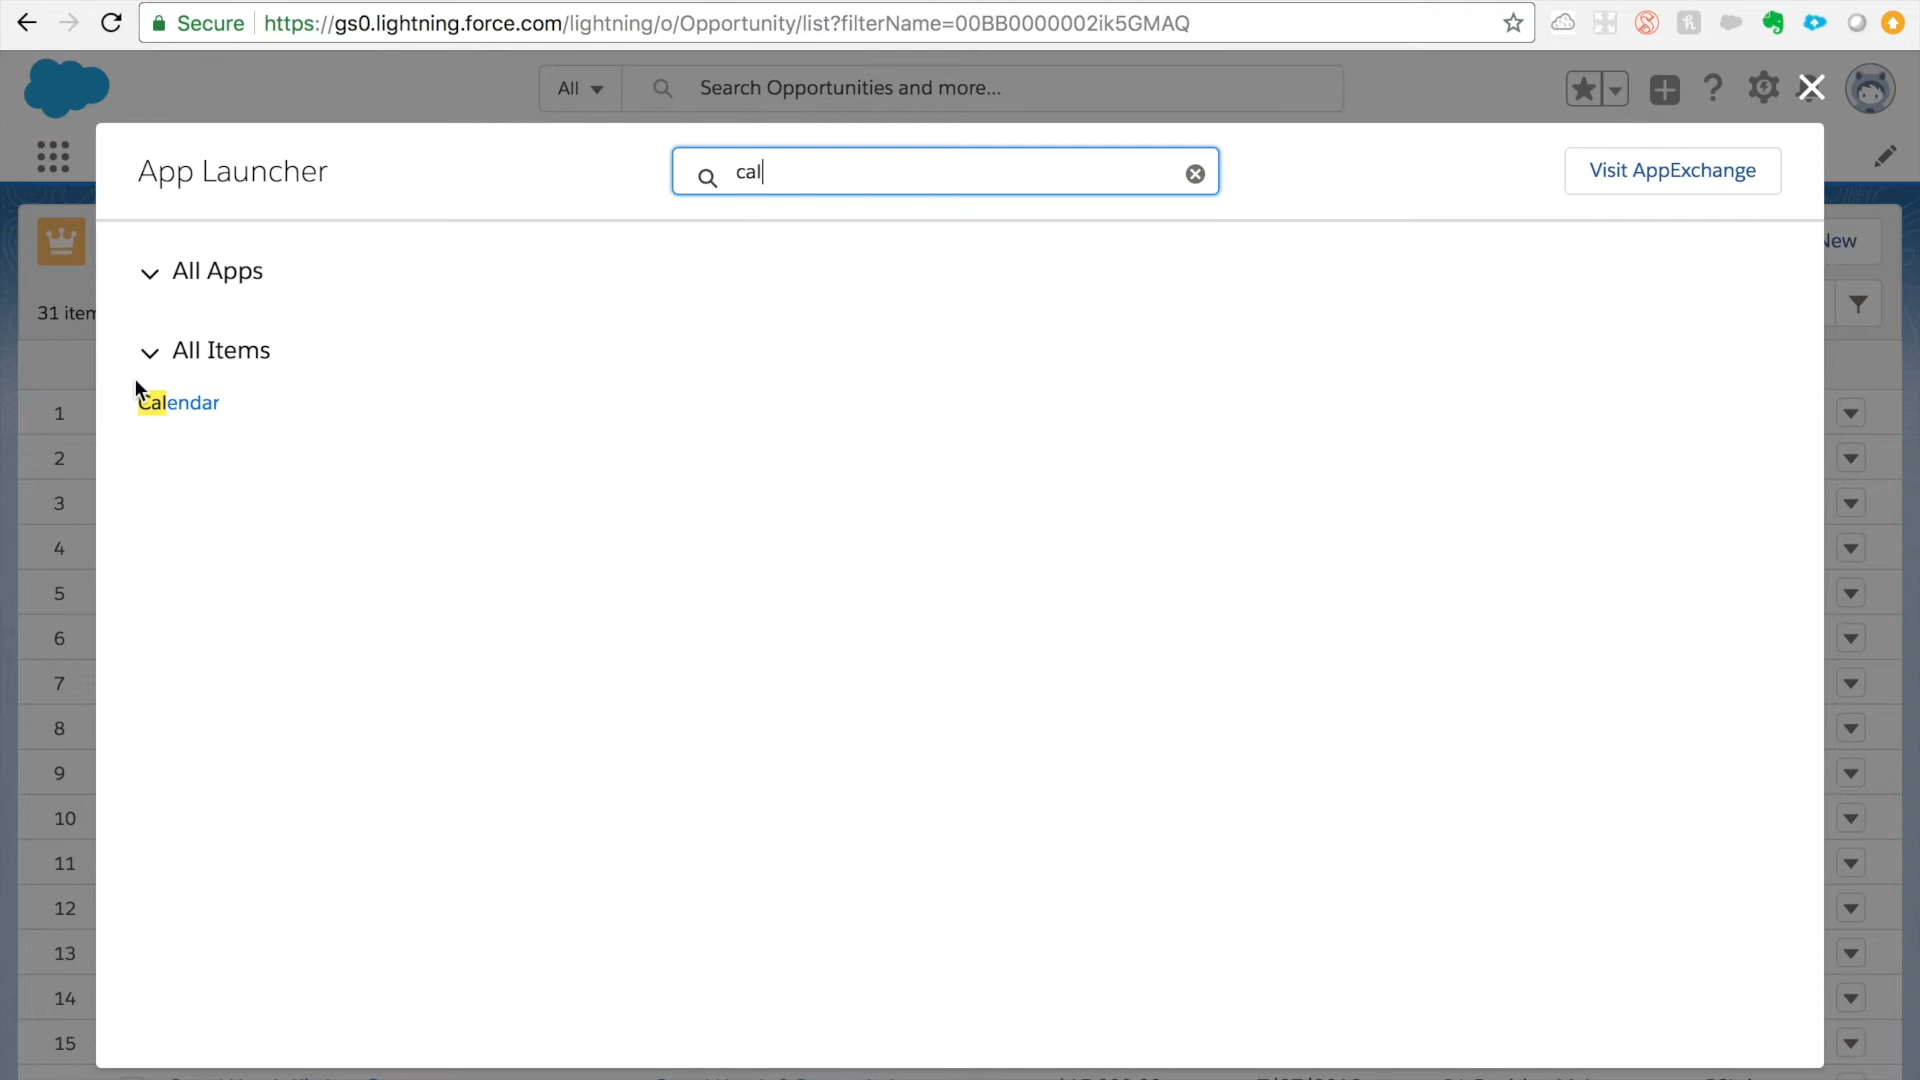 Secure https://gs0.lightning.force.com/lightning/o/Opportunity/list?filterName=00BB0000002ik5GMAQ
All Search Opportunities and more...
App Launcher cal Visit AppExchange
New
All Apps
31 item
All Items
Calendar
1
2
3
4
5
6
7
8
9
10
11
12
13
14
15